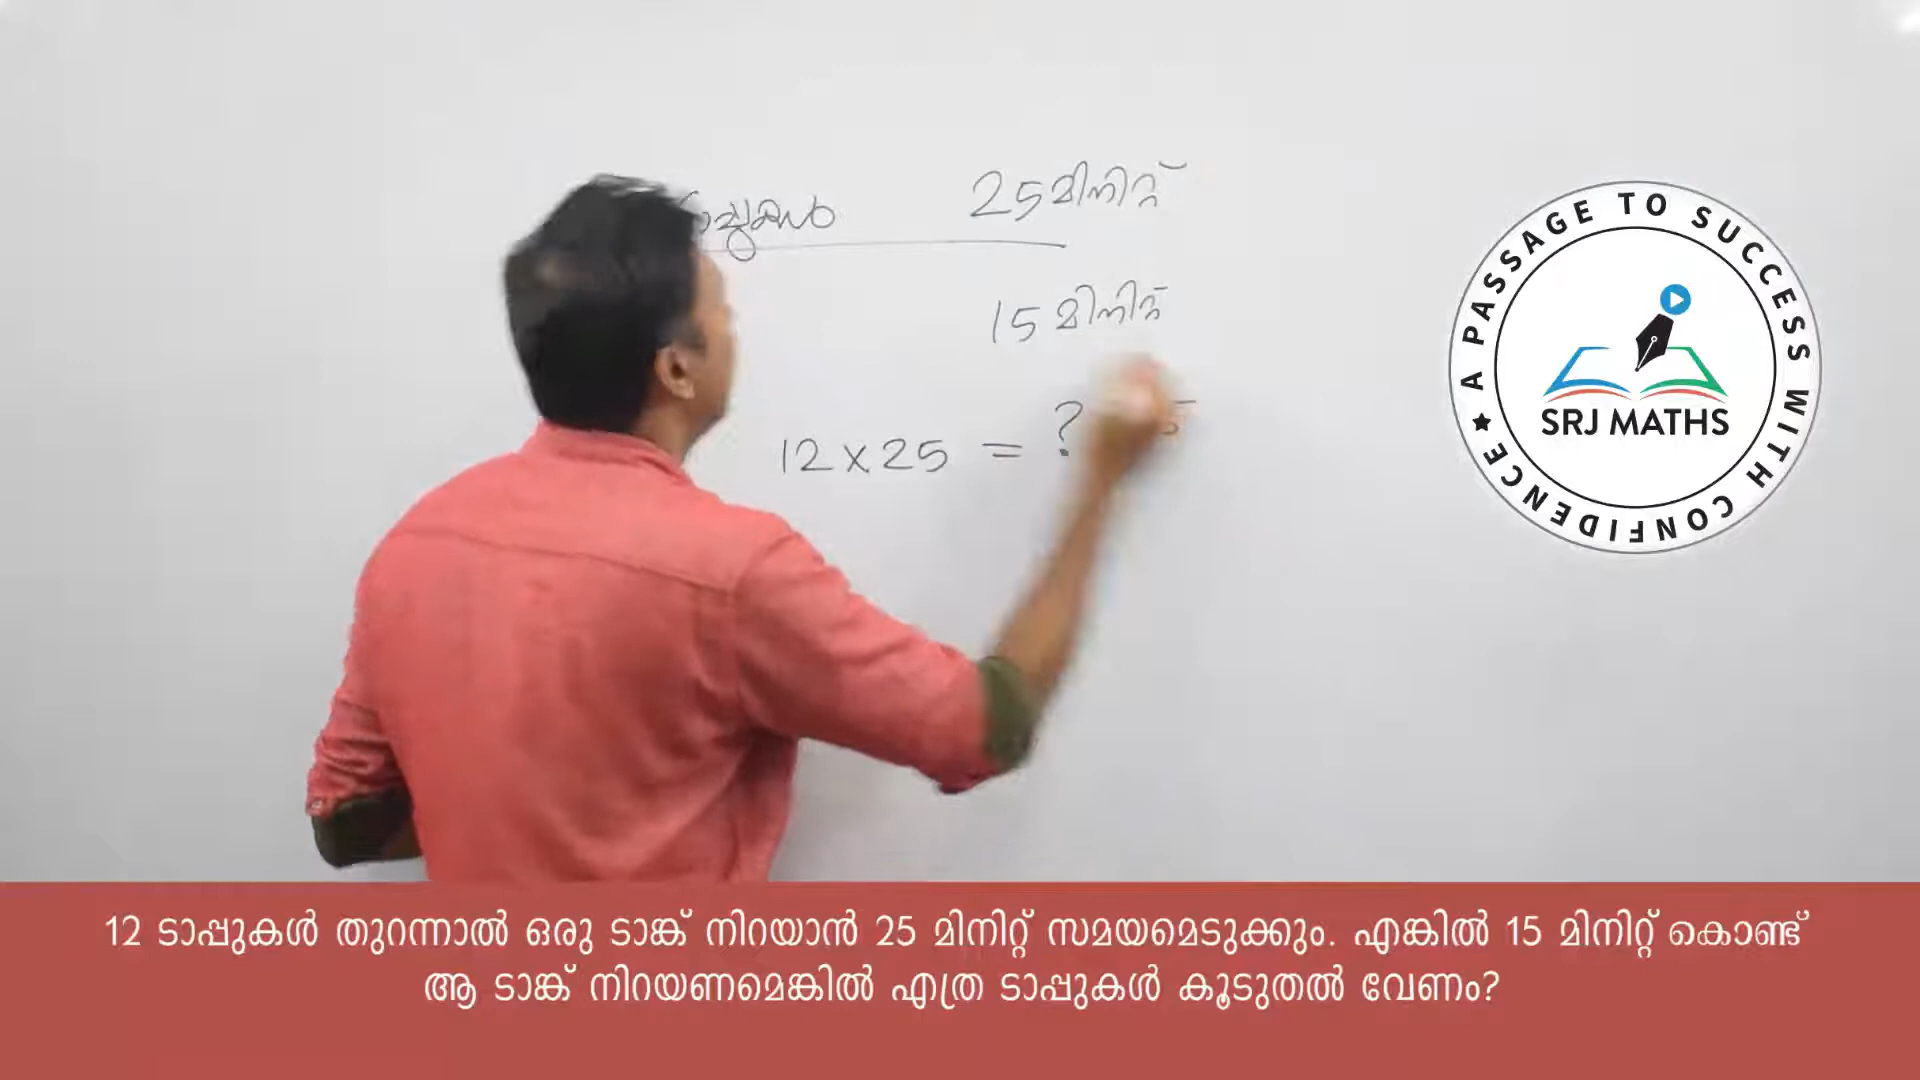 25 മിനിറ്റ്
15 മിനിറ്റ്
12 x 25 = ?
A PASSAGE TO SUCCESS WITH CONFIDENCE
SRJ MATHS
12 ടാപ്പുകൾ തുറന്നാൽ ഒരു ടാങ്ക് നിറയാൻ 25 മിനിറ്റ് സമയമെടുക്കും. എങ്കിൽ 15 മിനിറ്റ് കൊണ്ട്
ആ ടാങ്ക് നിറയണമെങ്കിൽ എത്ര ടാപ്പുകൾ കൂടുതൽ വേണം?